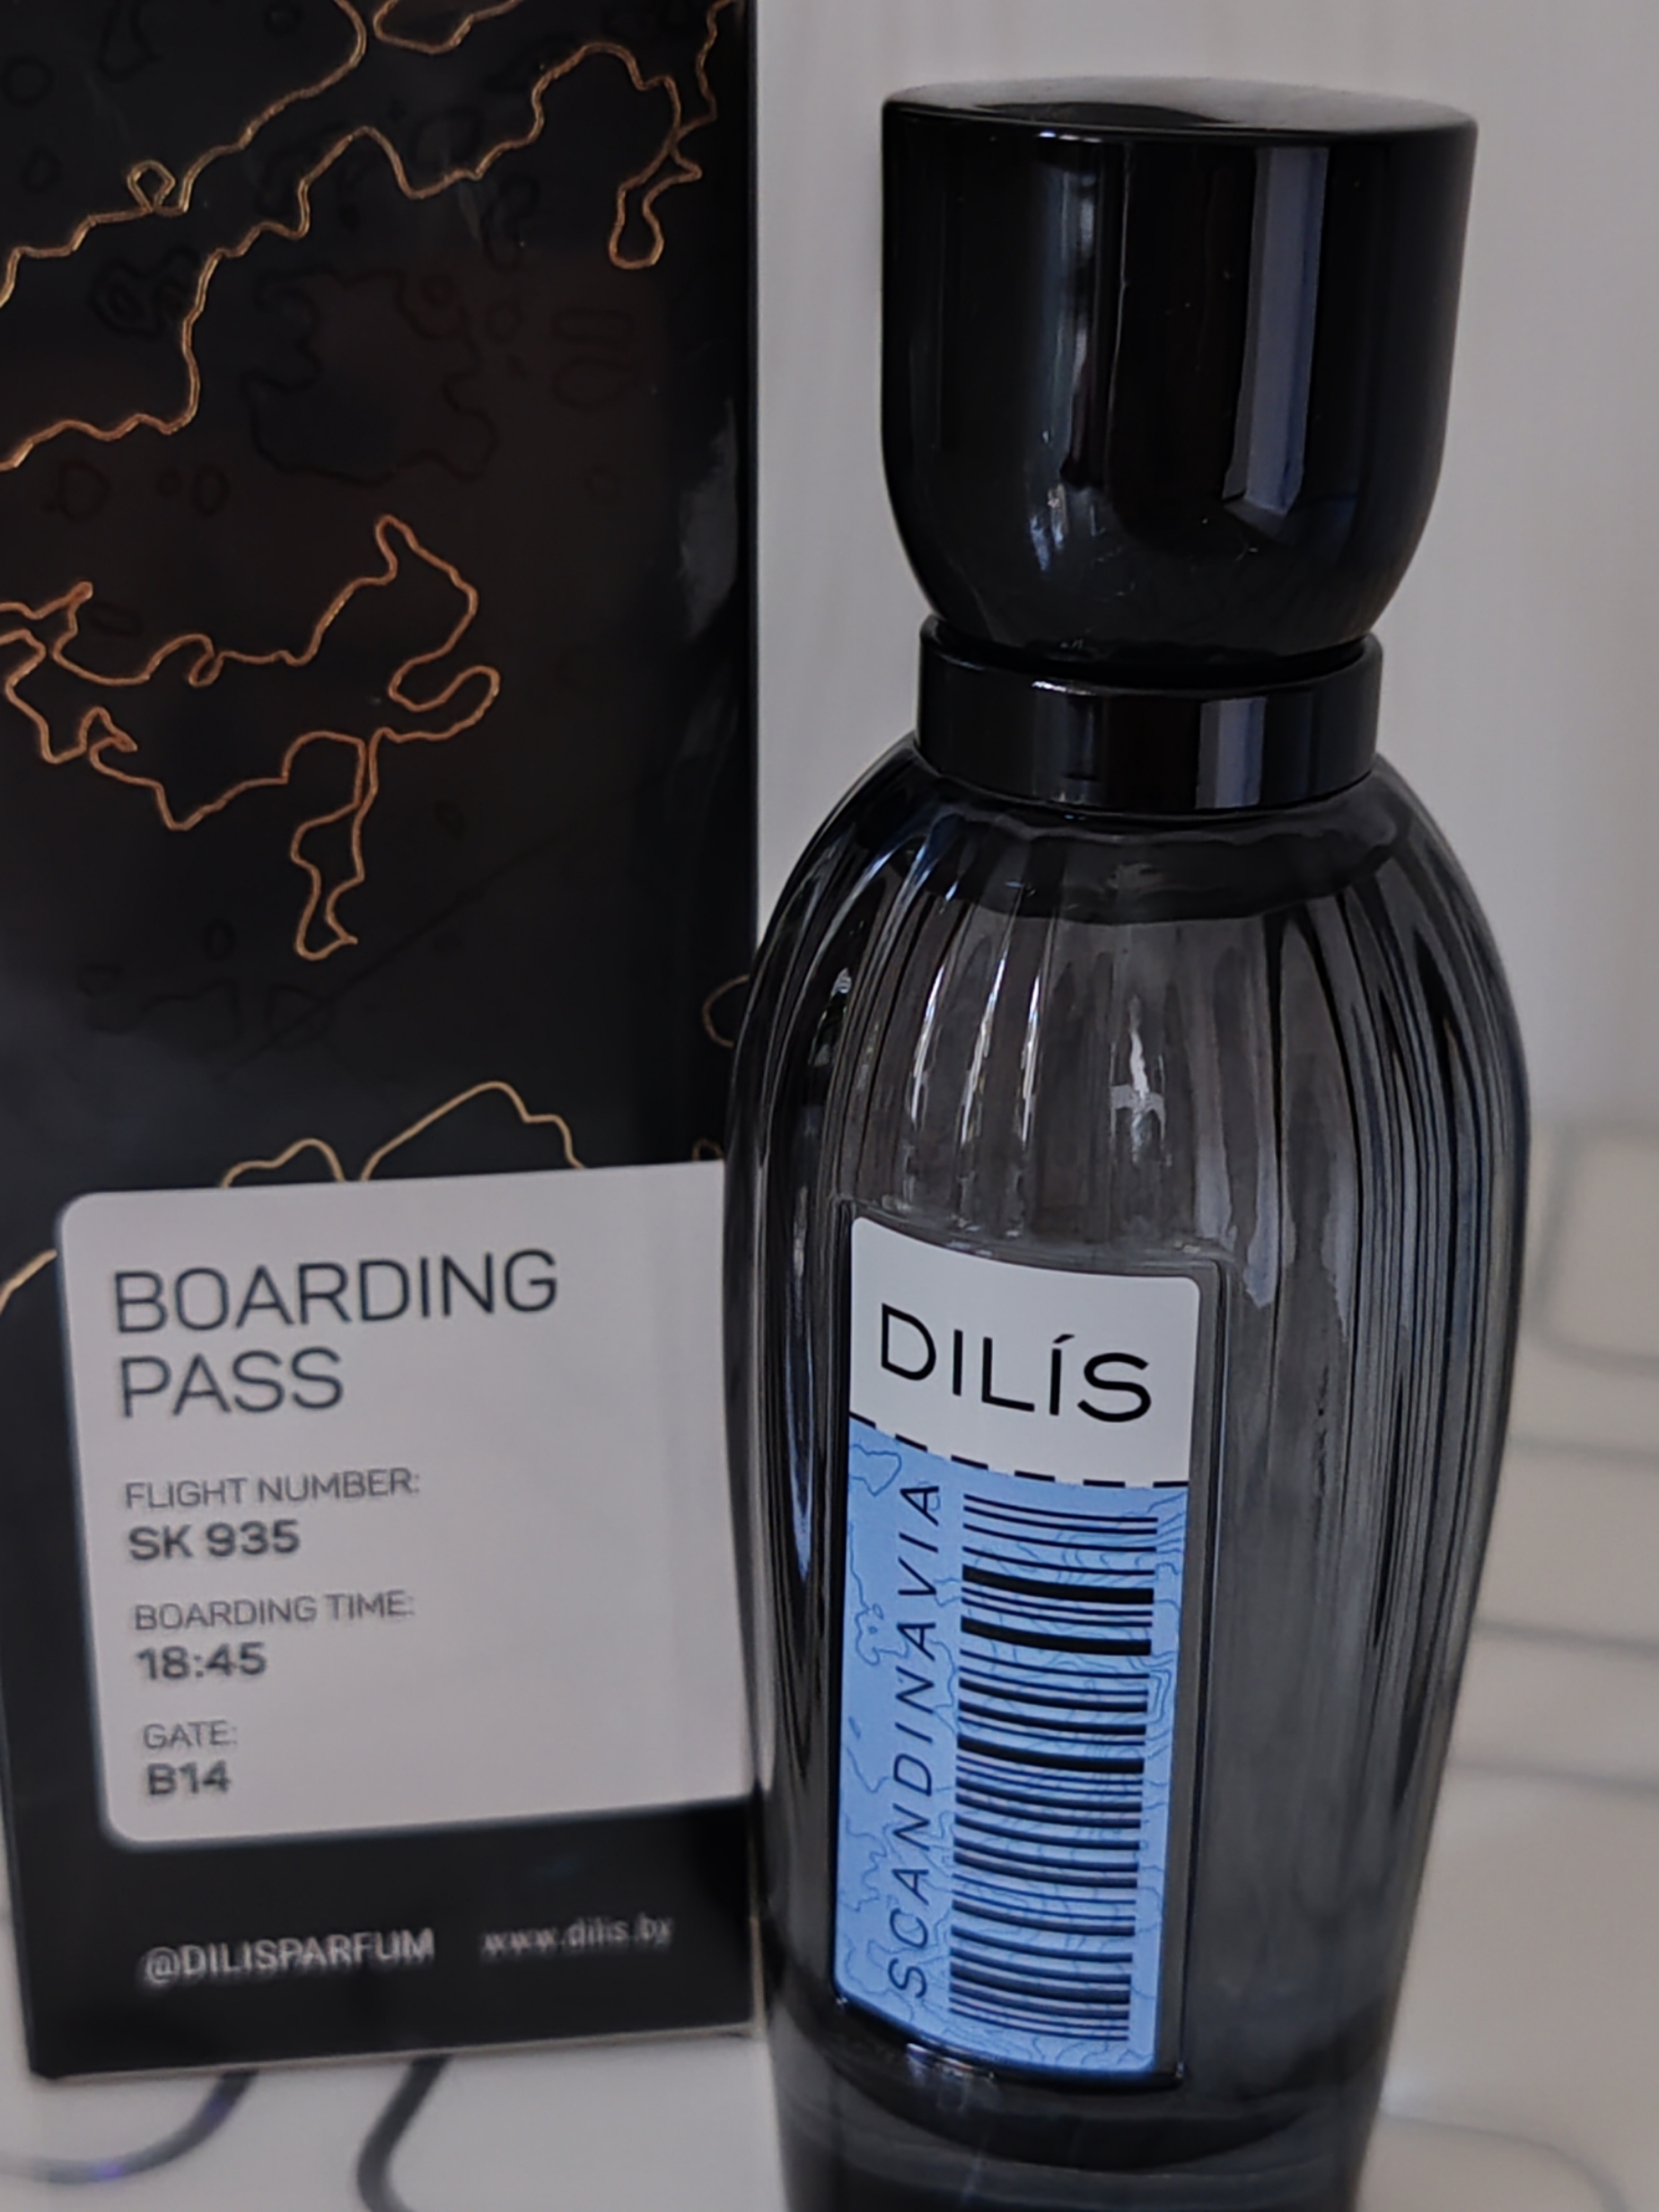 BOARDING
PASS
FLIGHT NUMBER:
SK 935
BOARDING TIME:
18:45
GATE:
B14
@DILISPARFUM www.dilis.by
DILÍS
SCANDINAVIA